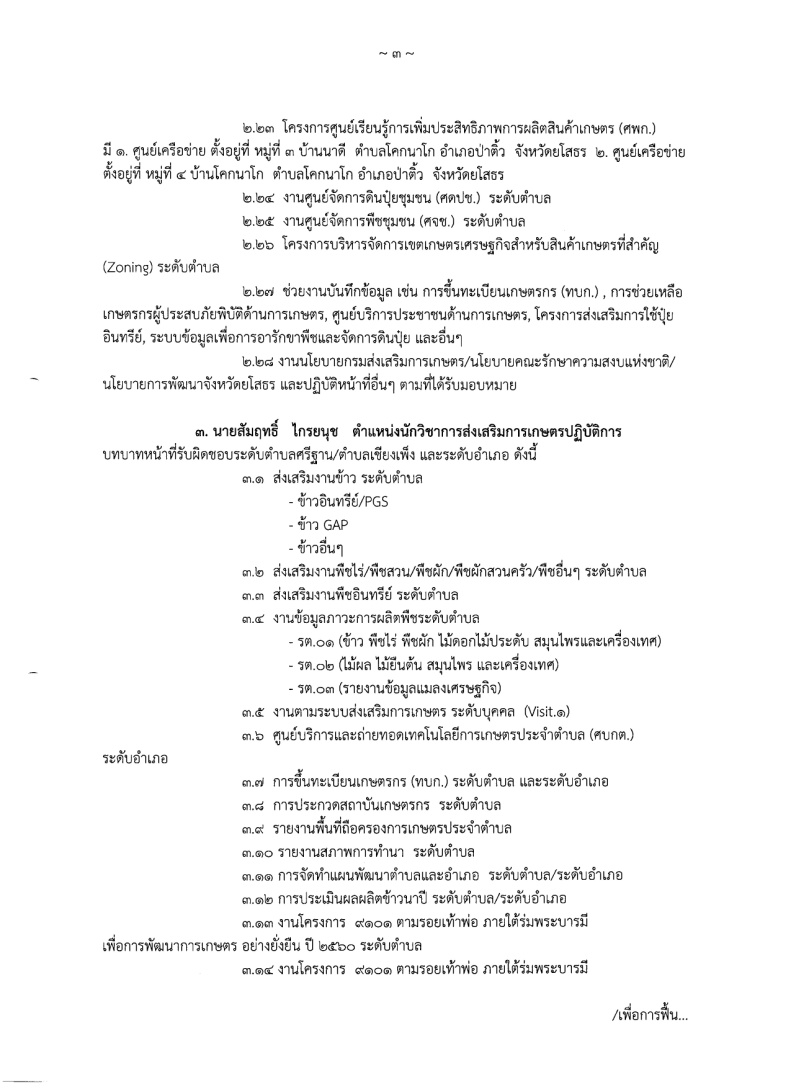 ~ ๓ ~
๒.๒๓ โครงการศูนย์เรียนรู้การเพิ่มประสิทธิภาพการผลิตสินค้าเกษตร (ศพก.)
มี ๑. ศูนย์เครือข่าย ตั้งอยู่ที่ หมู่ที่ ๓ บ้านนาดี ตำบลโคกนาโก อำเภอป่าติ้ว จังหวัดยโสธร ๒. ศูนย์เครือข่าย
ตั้งอยู่ที่ หมู่ที่ ๔ บ้านโคกนาโก ตำบลโคกนาโก อำเภอป่าติ้ว จังหวัดยโสธร
๒.๒๔ งานศูนย์จัดการดินปุ๋ยชุมชน (ศดปช.) ระดับตำบล
๒.๒๕ งานศูนย์จัดการพืชชุมชน (ศจช.) ระดับตำบล
๒.๒๖ โครงการบริหารจัดการเขตเกษตรเศรษฐกิจสำหรับสินค้าเกษตรที่สำคัญ
(Zoning) ระดับตำบล
๒.๒๗ ช่วยงานบันทึกข้อมูล เช่น การขึ้นทะเบียนเกษตรกร (ทบก.) , การช่วยเหลือ
เกษตรกรผู้ประสบภัยพิบัติด้านการเกษตร, ศูนย์บริการประชาชนด้านการเกษตร, โครงการส่งเสริมการใช้ปุ๋ย
อินทรีย์, ระบบข้อมูลเพื่อการอารักขาพืชและจัดการดินปุ๋ย และอื่นๆ
๒.๒๘ งานนโยบายกรมส่งเสริมการเกษตร/นโยบายคณะรักษาความสงบแห่งชาติ/
นโยบายการพัฒนาจังหวัดยโสธร และปฏิบัติหน้าที่อื่นๆ ตามที่ได้รับมอบหมาย
๓. นายสัมฤทธิ์ ไกรยนุช ตำแหน่งนักวิชาการส่งเสริมการเกษตรปฏิบัติการ
บทบาทหน้าที่รับผิดชอบระดับตำบลศรีฐาน/ตำบลเชียงเพ็ง และระดับอำเภอ ดังนี้
๓.๑ ส่งเสริมงานข้าว ระดับตำบล
- ข้าวอินทรีย์/PGS
- ข้าว GAP
- ข้าวอื่นๆ
๓.๒ ส่งเสริมงานพืชไร่/พืชสวน/พืชผัก/พืชผักสวนครัว/พืชอื่นๆ ระดับตำบล
๓.๓ ส่งเสริมงานพืชอินทรีย์ ระดับตำบล
๓.๔ งานข้อมูลภาวะการผลิตพืชระดับตำบล
- รต.๐๑ (ข้าว พืชไร่ พืชผัก ไม้ดอกไม้ประดับ สมุนไพรและเครื่องเทศ)
- รต.๐๒ (ไม้ผล ไม้ยืนต้น สมุนไพร และเครื่องเทศ)
- รต.๐๓ (รายงานข้อมูลแมลงเศรษฐกิจ)
๓.๕ งานตามระบบส่งเสริมการเกษตร ระดับบุคคล (Visit.๑)
๓.๖ ศูนย์บริการและถ่ายทอดเทคโนโลยีการเกษตรประจำตำบล (ศบกต.)
ระดับอำเภอ
๓.๗ การขึ้นทะเบียนเกษตรกร (ทบก.) ระดับตำบล และระดับอำเภอ
๓.๘ การประกวดสถาบันเกษตรกร ระดับตำบล
๓.๙ รายงานพื้นที่ถือครองการเกษตรประจำตำบล
๓.๑๐ รายงานสภาพการทำนา ระดับตำบล
๓.๑๑ การจัดทำแผนพัฒนาตำบลและอำเภอ ระดับตำบล/ระดับอำเภอ
๓.๑๒ การประเมินผลผลิตข้าวนาปี ระดับตำบล/ระดับอำเภอ
๓.๑๓ งานโครงการ ๙๑๐๑ ตามรอยเท้าพ่อ ภายใต้ร่มพระบารมี
เพื่อการพัฒนาการเกษตร อย่างยั่งยืน ปี ๒๕๖๐ ระดับตำบล
๓.๑๔ งานโครงการ ๙๑๐๑ ตามรอยเท้าพ่อ ภายใต้ร่มพระบารมี
/เพื่อการฟื้น...